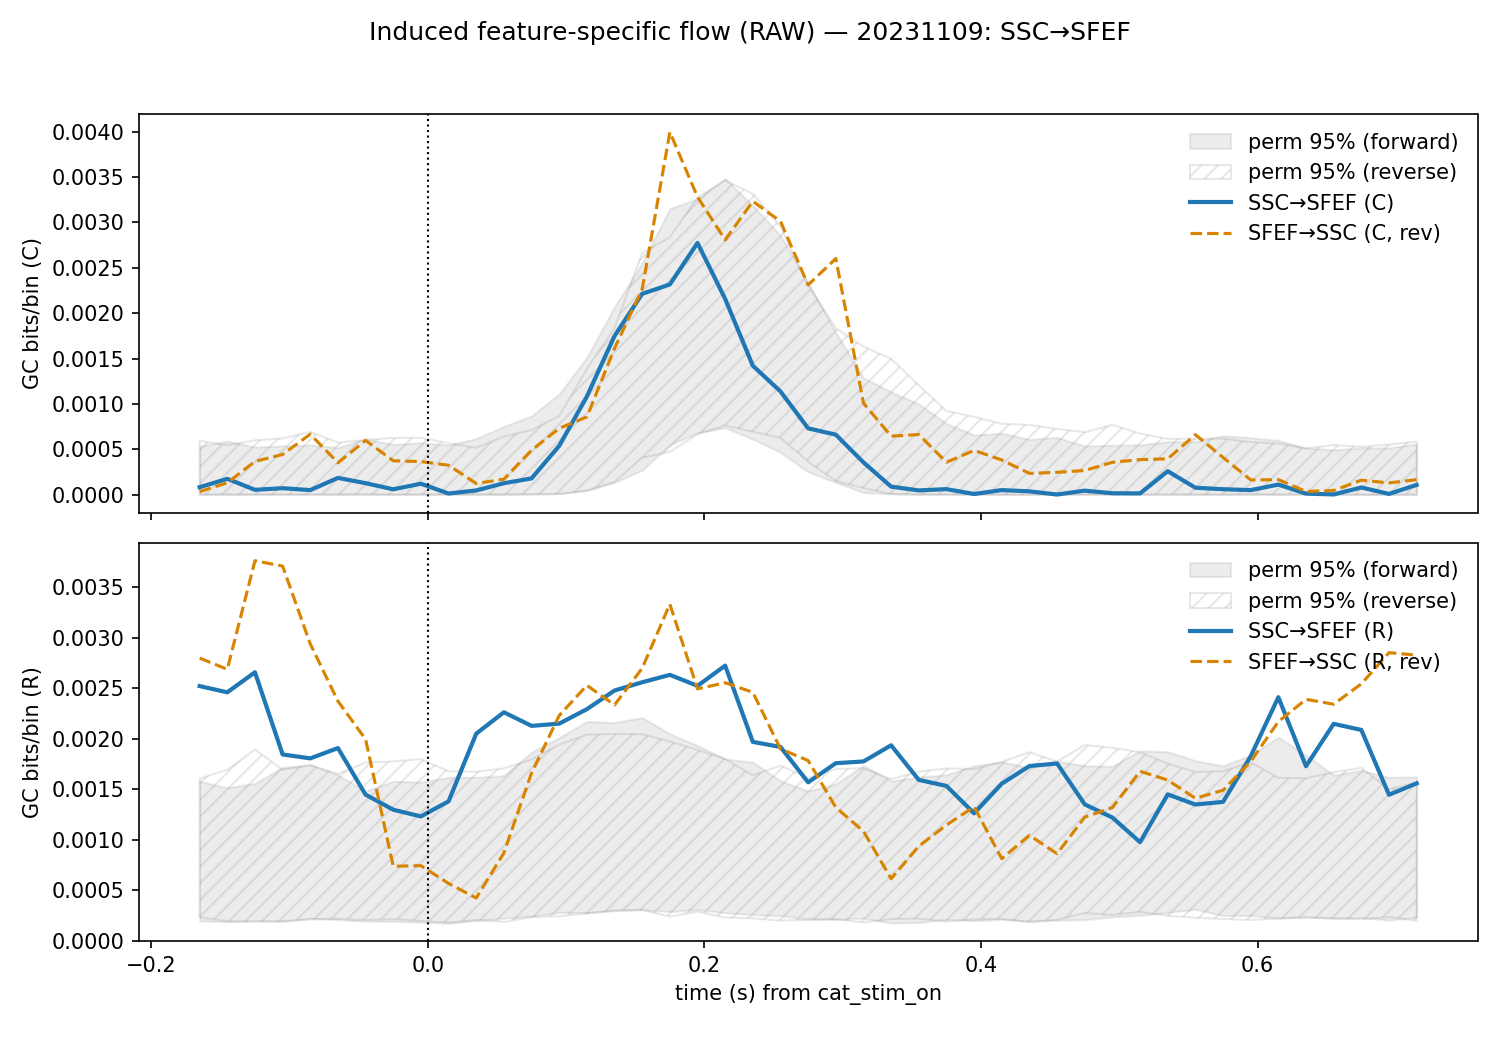 Induced feature-specific flow (RAW) — 20231109: SSC→SFEF
GC bits/bin (C)
0.0040
0.0035
0.0030
0.0025
0.0020
0.0015
0.0010
0.0005
0.0000
perm 95% (forward)
perm 95% (reverse)
SSC→SFEF (C)
SFEF→SSC (C, rev)
GC bits/bin (R)
0.0035
0.0030
0.0025
0.0020
0.0015
0.0010
0.0005
0.0000
perm 95% (forward)
perm 95% (reverse)
SSC→SFEF (R)
SFEF→SSC (R, rev)
−0.2 0.0 0.2 0.4 0.6
time (s) from cat_stim_on